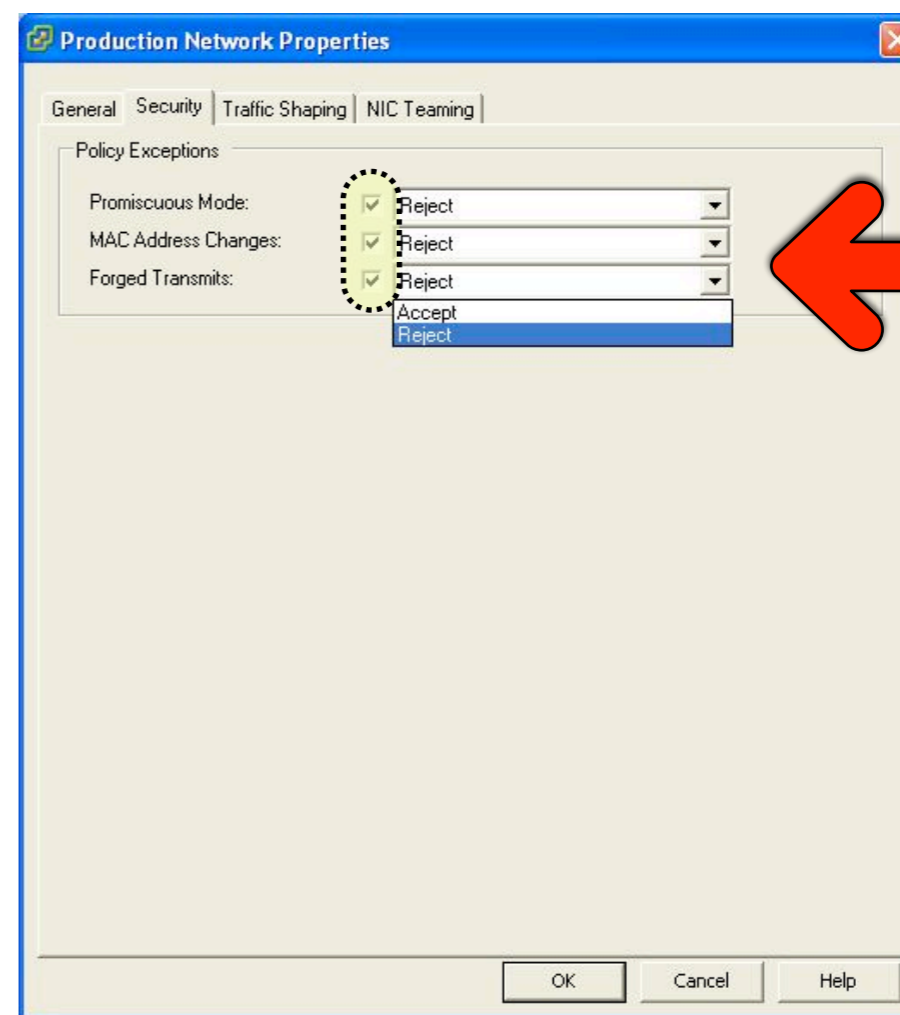 Production Network Properties
General Security Traffic Shaping NIC Teaming
Policy Exceptions
Promiscuous Mode: Reject
MAC Address Changes: Reject
Forged Transmits: Reject
Accept
Reject
OK Cancel Help